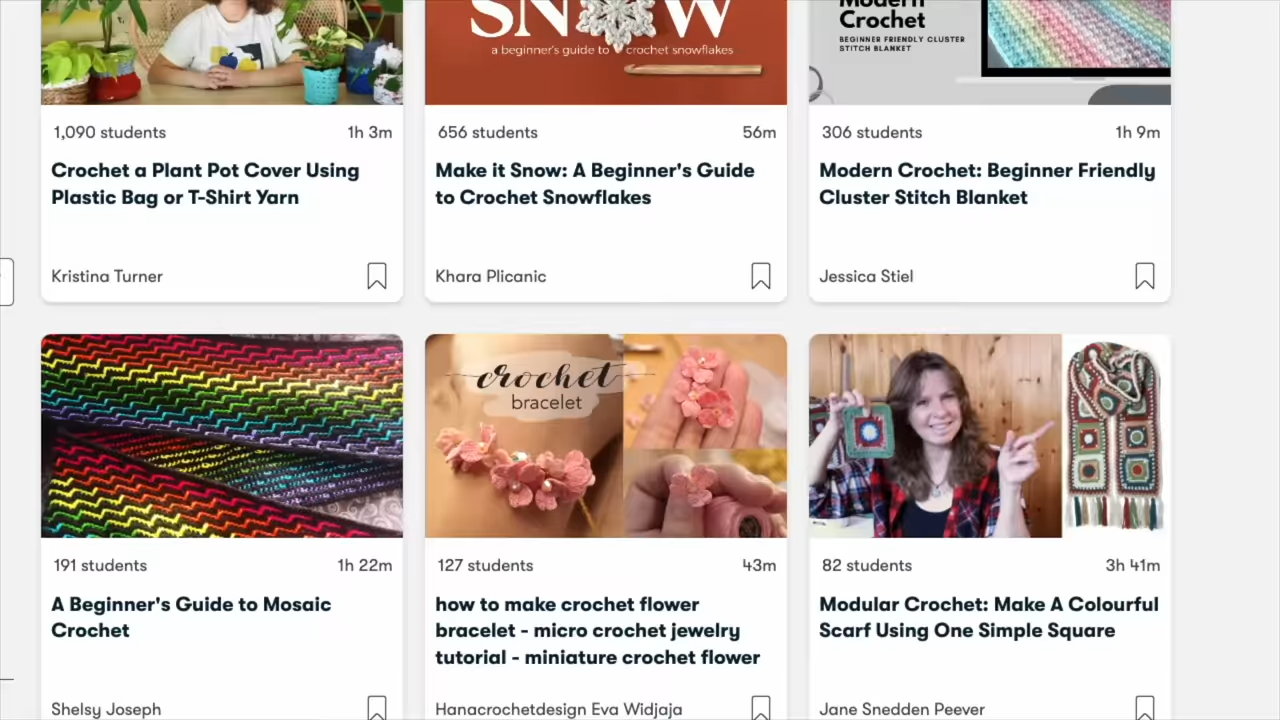 SNOW
a beginner's guide to crochet snowflakes
Modern
Crochet
BEGINNER FRIENDLY CLUSTER
STITCH BLANKET
1,090 students 1h 3m
Crochet a Plant Pot Cover Using
Plastic Bag or T-Shirt Yarn
Kristina Turner
656 students 56m
Make it Snow: A Beginner's Guide
to Crochet Snowflakes
Khara Plicanic
306 students 1h 9m
Modern Crochet: Beginner Friendly
Cluster Stitch Blanket
Jessica Stiel
191 students 1h 22m
A Beginner's Guide to Mosaic
Crochet
Shelsy Joseph
crochet
bracelet
127 students 43m
how to make crochet flower
bracelet - micro crochet jewelry
tutorial - miniature crochet flower
Hanacrochetdesign Eva Widjaja
82 students 3h 41m
Modular Crochet: Make A Colourful
Scarf Using One Simple Square
Jane Snedden Peever